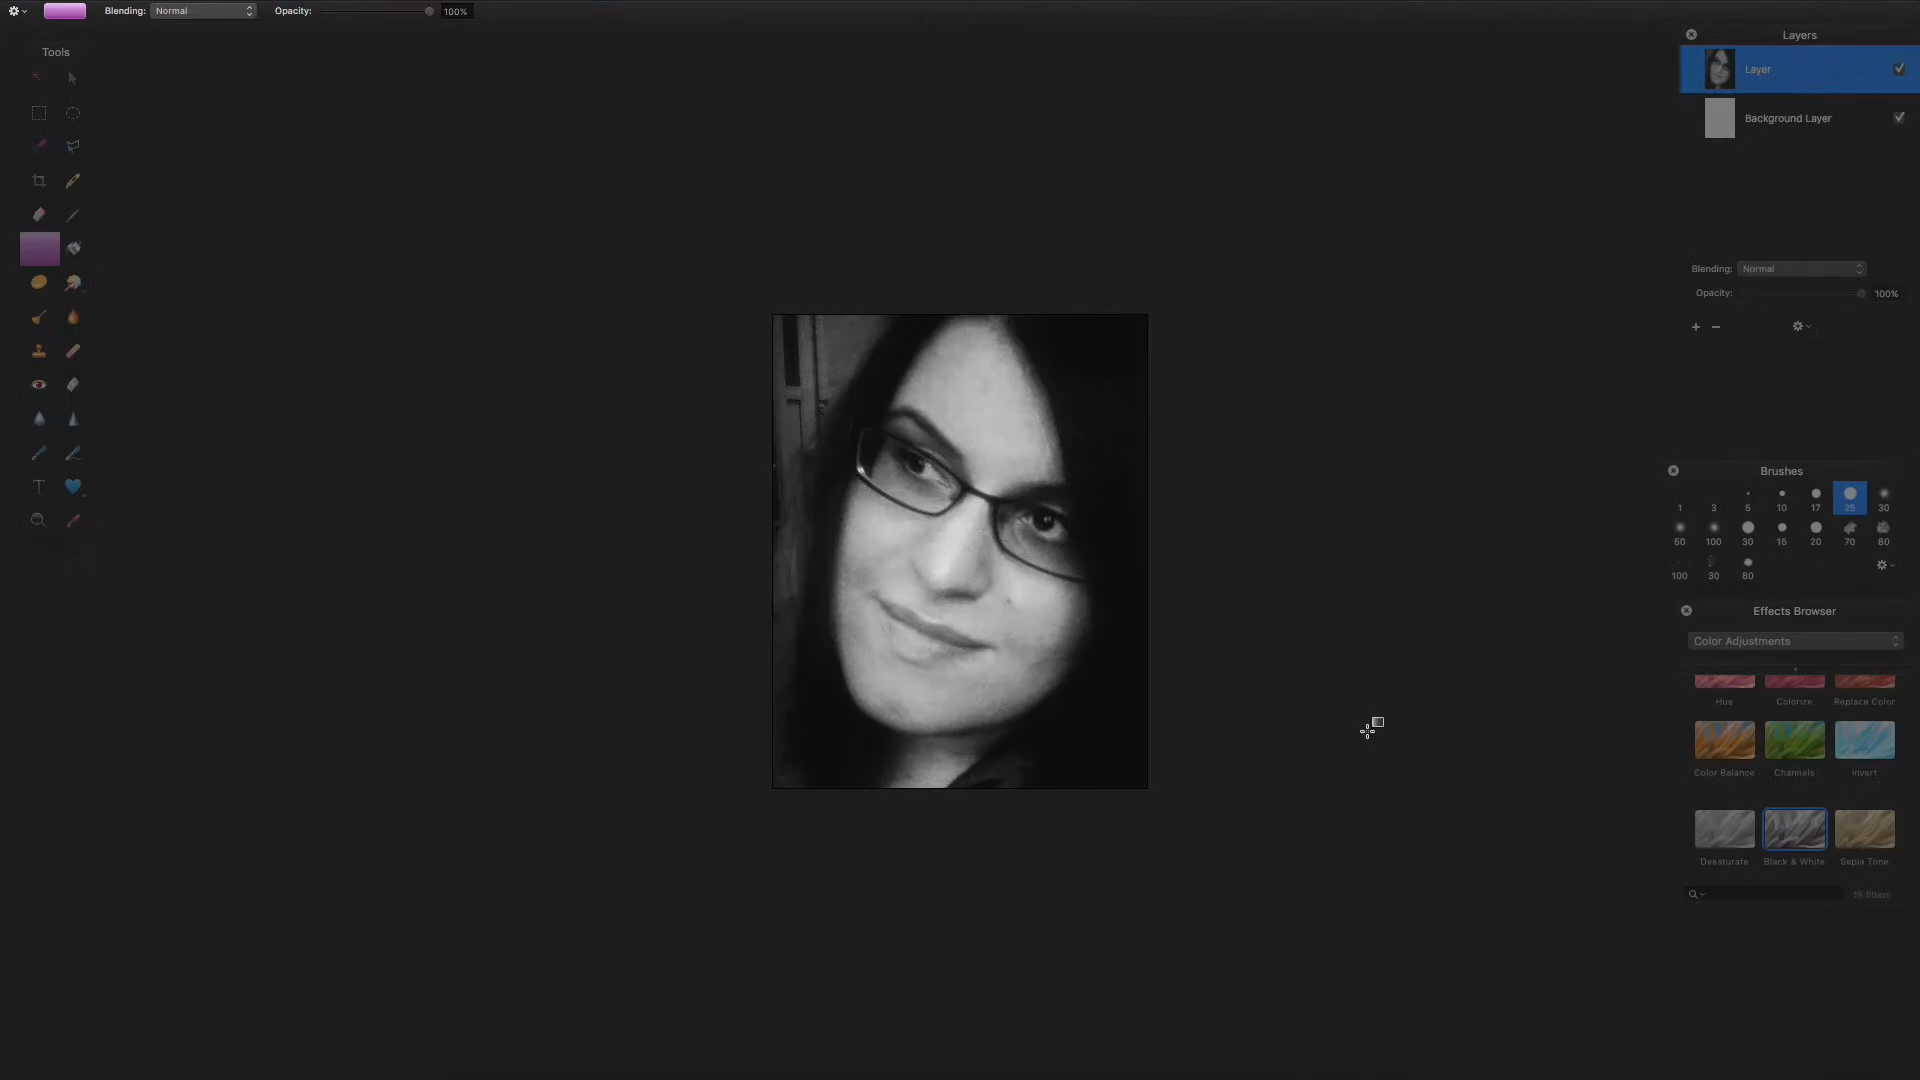 Blending: Normal Opacity: 100%
Tools
Layers
Layer
Background Layer
Blending: Normal
Opacity: 100%
Brushes
1 3 5 10 17 25 30
50 100 30 15 20 70 80
100 30 80
Effects Browser
Color Adjustments
Hue Colorize Replace Color
Color Balance Channels Invert
Desaturate Black & White Sepia Tone